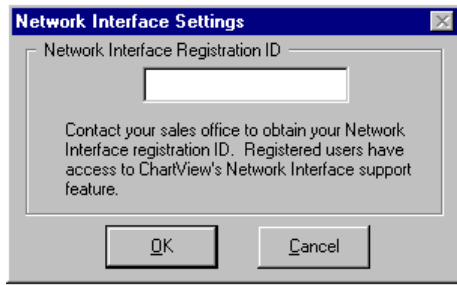 Network Interface Settings
Network Interface Registration ID
Contact your sales office to obtain your Network
Interface registration ID.  Registered users have
access to ChartView's Network Interface support
feature.
OK
Cancel